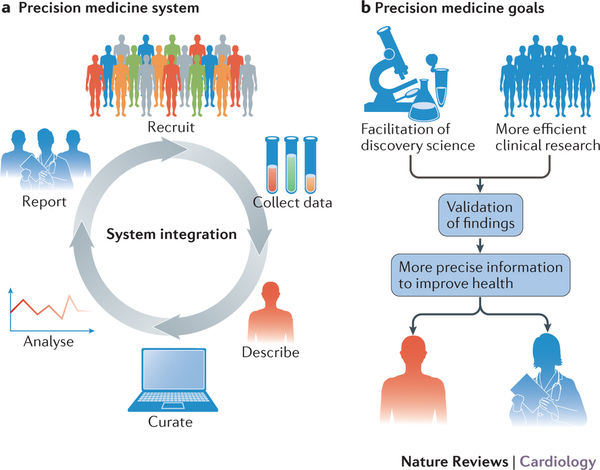 a Precision medicine system
Recruit
Collect data
Describe
Curate
Analyse
Report
System integration
b Precision medicine goals
Facilitation of
discovery science
More efficient
clinical research
Validation
of findings
More precise information
to improve health
Nature Reviews | Cardiology